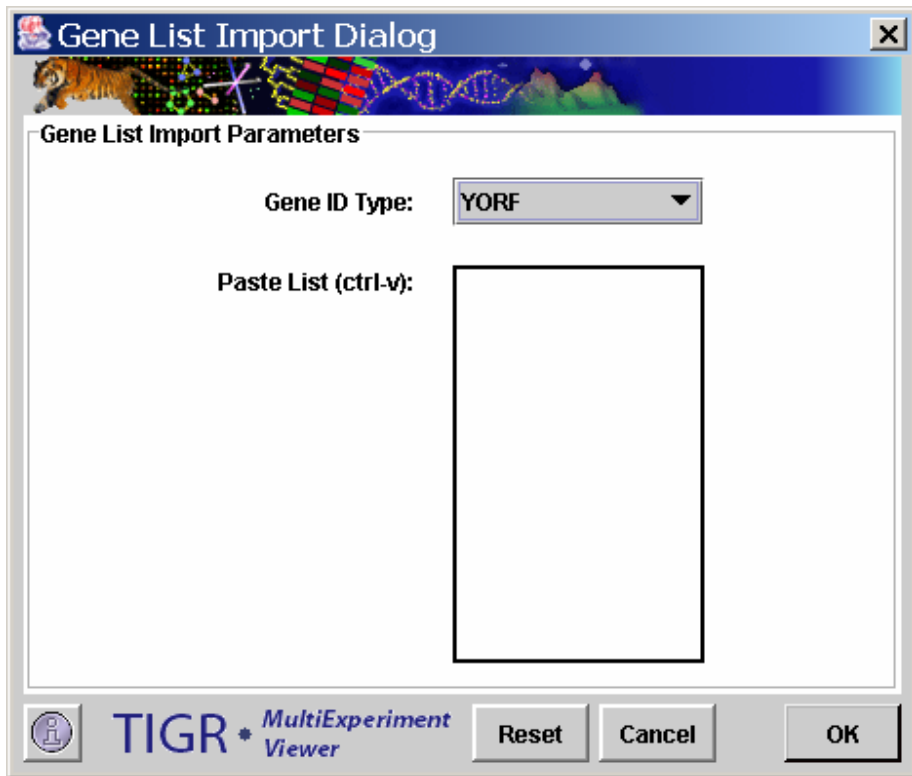 Gene List Import Dialog
Gene List Import Parameters
Gene ID Type: YORF
Paste List (ctrl-v):
TIGR • MultiExperiment Viewer
Reset Cancel OK